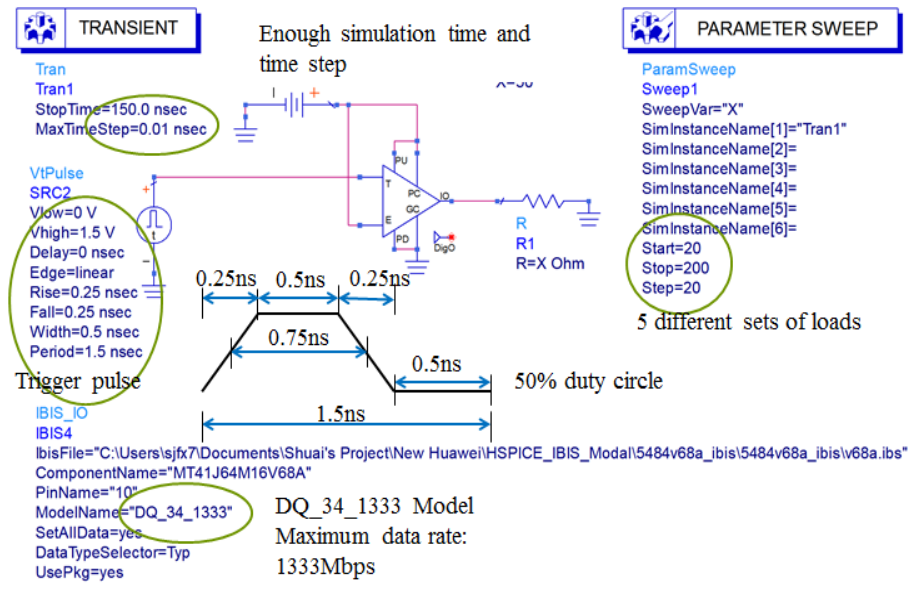 TRANSIENT
Enough simulation time and
time step
PARAMETER SWEEP
Tran
Tran1
StopTime=150.0 nsec
MaxTimeStep=0.01 nsec
ParamSweep
Sweep1
SweepVar="X"
SimInstanceName[1]="Tran1"
SimInstanceName[2]=
SimInstanceName[3]=
SimInstanceName[4]=
SimInstanceName[5]=
SimInstanceName[6]=
Start=20
Stop=200
Step=20
5 different sets of loads
VtPulse
SRC2
Vlow=0 V
Vhigh=1.5 V
Delay=0 nsec
Edge=linear
Rise=0.25 nsec
Fall=0.25 nsec
Width=0.5 nsec
Period=1.5 nsec
Trigger pulse
t
PU
T
PC
IO
GC
E
PD
DigO
R
R1
R=X Ohm
0.25ns
0.5ns
0.25ns
0.75ns
0.5ns
50% duty circle
1.5ns
IBIS_IO
IBIS4
IbisFile="C:\Users\sjfx7\Documents\Shuai's Project\New Huawei\HSPICE_IBIS_Modal\5484v68a_ibis\5484v68a_ibis\v68a.ibs"
ComponentName="MT41J64M16V68A"
PinName="10"
ModelName="DQ_34_1333"
SetAllData=yes
DataTypeSelector=Typ
UsePkg=yes
DQ_34_1333 Model
Maximum data rate:
1333Mbps